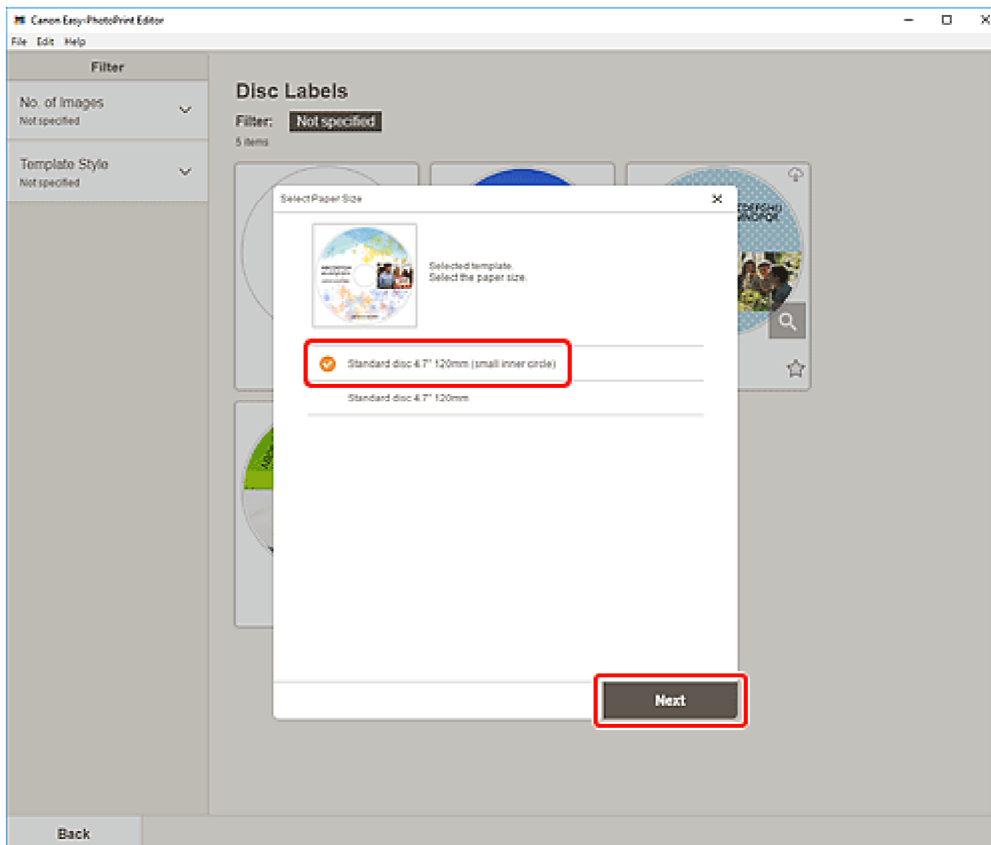 Canon Easy-PhotoPrint Editor
File Edit Help
Filter
No. of Images
Not specified
Template Style
Not specified
Disc Labels
Filter: Not specified
5 items
Select Paper Size
Selected template.
Select the paper size.
Standard disc 4.7" 120mm (small inner circle)
Standard disc 4.7" 120mm
Next
Back